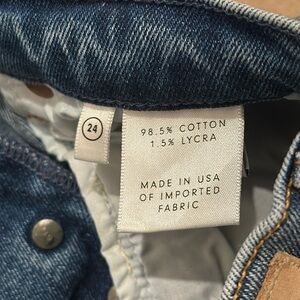 24
98.5% COTTON
1.5% LYCRA
MADE IN USA
OF IMPORTED
FABRIC